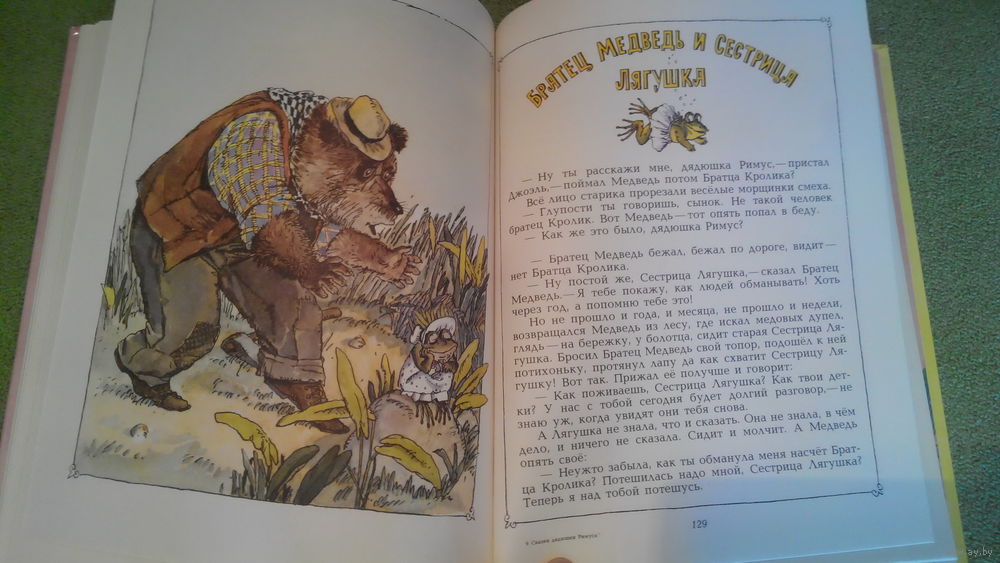 БРАТЕЦ МЕДВЕДЬ И СЕСТРИЦА
ЛЯГУШКА
— Ну ты расскажи мне, дядюшка Римус,— пристал
Джоэль,— поймал Медведь потом Братца Кролика?
Всё лицо старика прорезали весёлые морщинки смеха.
— Глупости ты говоришь, сынок. Не такой человек
братец Кролик. Вот Медведь — тот опять попал в беду.
— Как же это было, дядюшка Римус?
— Братец Медведь бежал, бежал по дороге, видит —
нет Братца Кролика.
— Ну постой же, Сестрица Лягушка,— сказал Братец
Медведь.— Я тебе покажу, как людей обманывать! Хоть
через год, а попомню тебе это!
Но не прошло и года, и месяца, не прошло и недели,
возвращался Медведь из лесу, где искал медовых дупел,
глядь — на бережку, у болотца, сидит старая Сестрица Ля-
гушка. Бросил Братец Медведь свой топор, подошёл к ней
потихоньку, протянул лапу да как схватит Сестрицу Ля-
гушку! Вот так. Прижал её получше и говорит:
— Как поживаешь, Сестрица Лягушка? Как твои дет-
ки? У нас с тобой сегодня будет долгий разговор,— не
знаю уж, когда увидят они тебя снова.
А Лягушка не знала, что и сказать. Она не знала, в чём
дело, и ничего не сказала. Сидит и молчит. А Медведь
опять своё:
— Неужто забыла, как ты обманула меня насчёт Брат-
ца Кролика? Потешилась надо мной, Сестрица Лягушка?
Теперь я над тобой потешусь.
129
9 Сказки дядюшки Римуса
ay.by